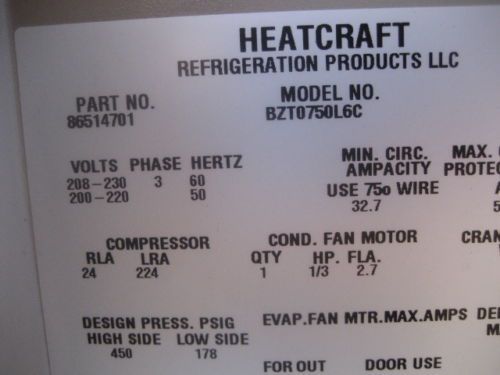 HEATCRAFT
REFRIGERATION PRODUCTS LLC
PART NO. MODEL NO.
86514701 BZT0750L6C
MIN. CIRC. MAX.
VOLTS PHASE HERTZ AMPACITY PROTE
208-230 3 60 USE 75o WIRE
200-220 50 32.7
COMPRESSOR COND. FAN MOTOR CRAN
RLA LRA QTY HP. FLA.
24 224 1 1/3 2.7
DESIGN PRESS. PSIG EVAP.FAN MTR.MAX.AMPS DE
HIGH SIDE LOW SIDE
450 178
FOR OUT DOOR USE